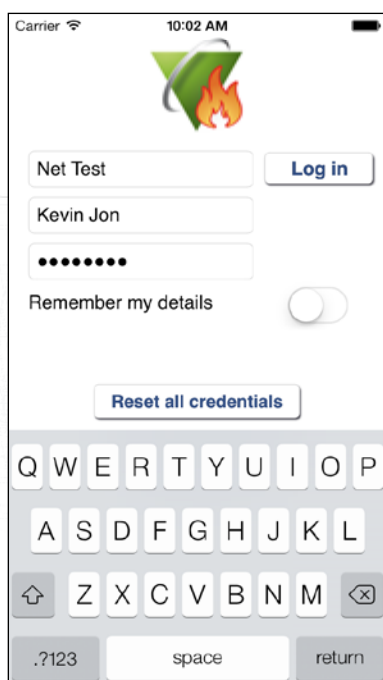 Carrier 10:02 AM
Net Test Log in
Kevin Jon
●●●●●●●●
Remember my details
Reset all credentials
Q W E R T Y U I O P
A S D F G H J K L
Z X C V B N M
.?123 space return